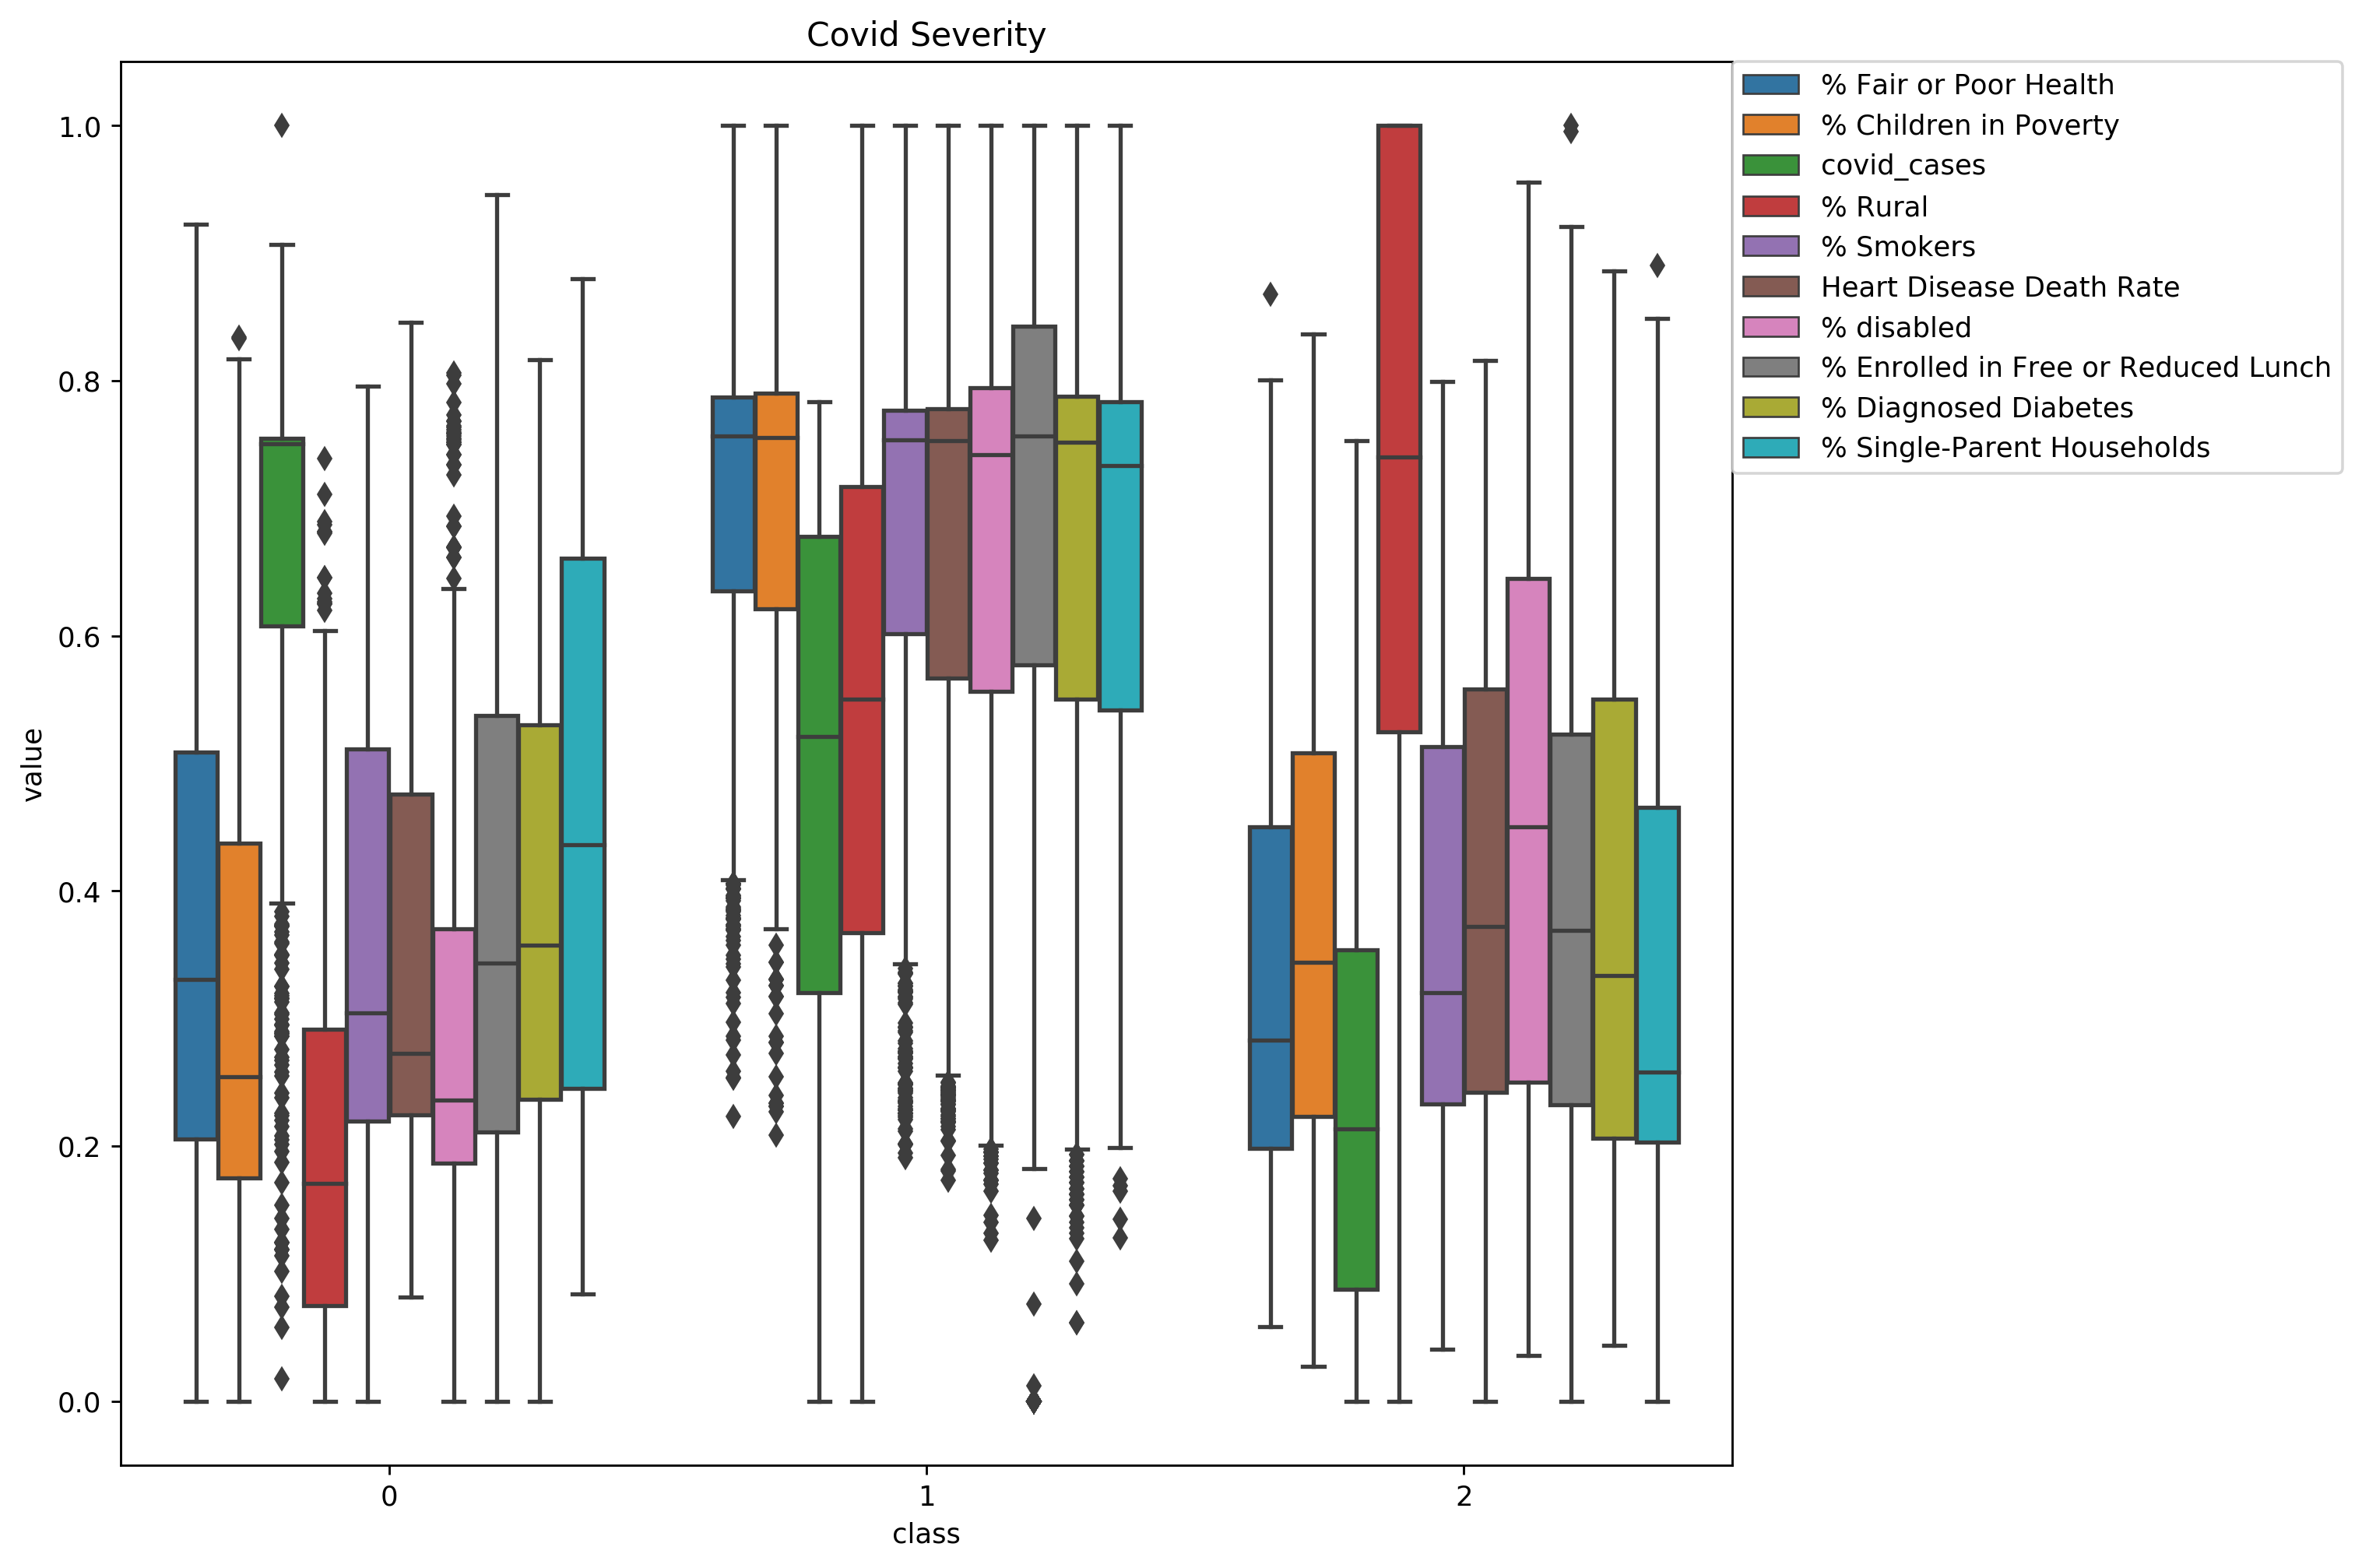 Covid Severity
% Fair or Poor Health
% Children in Poverty
covid_cases
% Rural
% Smokers
Heart Disease Death Rate
% disabled
% Enrolled in Free or Reduced Lunch
% Diagnosed Diabetes
% Single-Parent Households
1.0
0.8
0.6
0.4
0.2
0.0
value
0
1
2
class